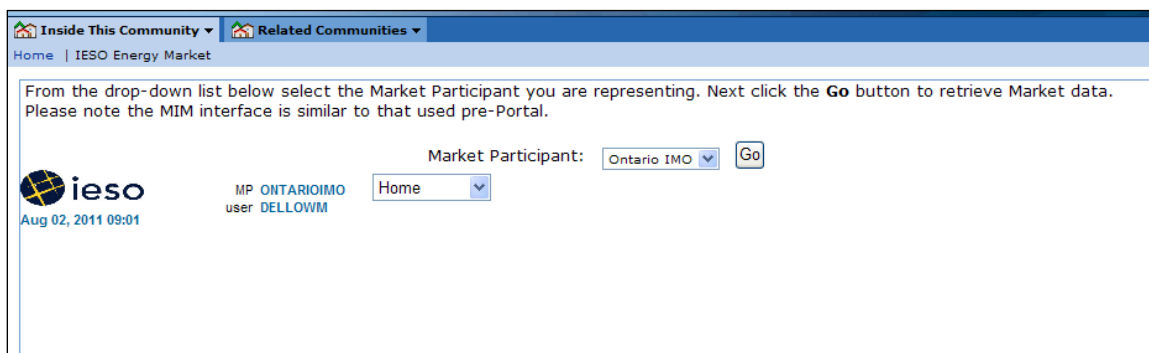 Inside This Community Related Communities
Home | IESO Energy Market
From the drop-down list below select the Market Participant you are representing. Next click the Go button to retrieve Market data.
Please note the MIM interface is similar to that used pre-Portal.
Market Participant: Ontario IMO Go
ieso MP ONTARIOIMO Home
user DELLOWM
Aug 02, 2011 09:01